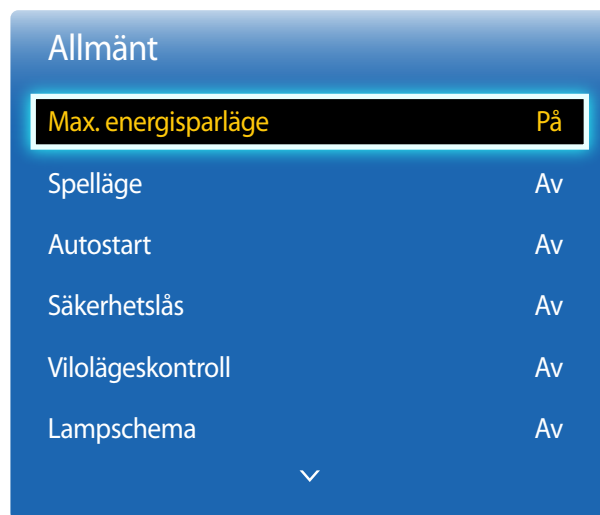 Allmänt
Max. energisparläge På
Spelläge Av
Autostart Av
Säkerhetslås Av
Vilolägeskontroll Av
Lampschema Av